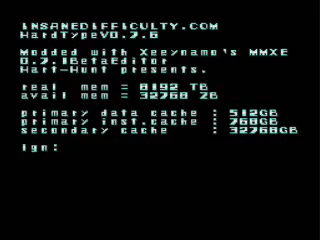 INSANEDIFFICULTY.COM
HardTypeV0.7.6
Modded with Xeeynamo's MMXE
0.7.1BetaEditor
Hart-Hunt presents.
real mem = 8192 TB
avail mem = 32768 ZB
primary data cache : 512GB
primary inst.cache : 768GB
secondary cache : 32768GB
Ign: